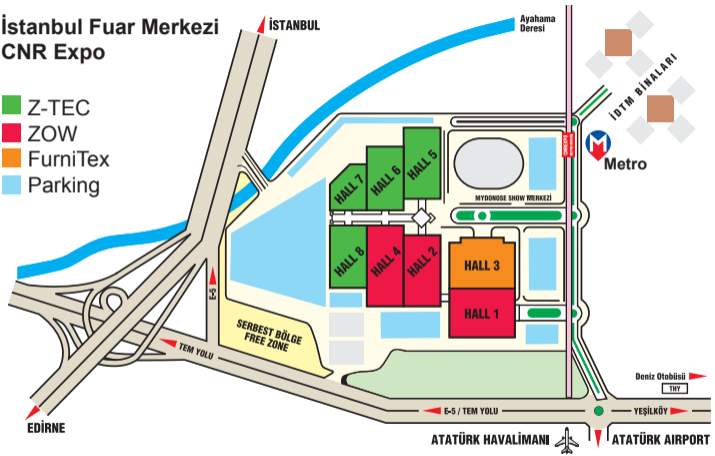 İstanbul Fuar Merkezi
CNR Expo
Z-TEC
ZOW
FurniTex
Parking
İSTANBUL
Ayahama
Deresi
İDTM BİNALARI
M
Metro
HALL 5
HALL 6
HALL 7
MYDONOSE SHOW MERKEZİ
HALL 8
HALL 4
HALL 2
HALL 3
HALL 1
E-5
SERBEST BÖLGE
FREE ZONE
TEM YOLU
EDİRNE
E-5 / TEM YOLU
YEŞİLKÖY
Deniz Otobüsü
THY
ATATÜRK HAVALİMANI
ATATÜRK AIRPORT